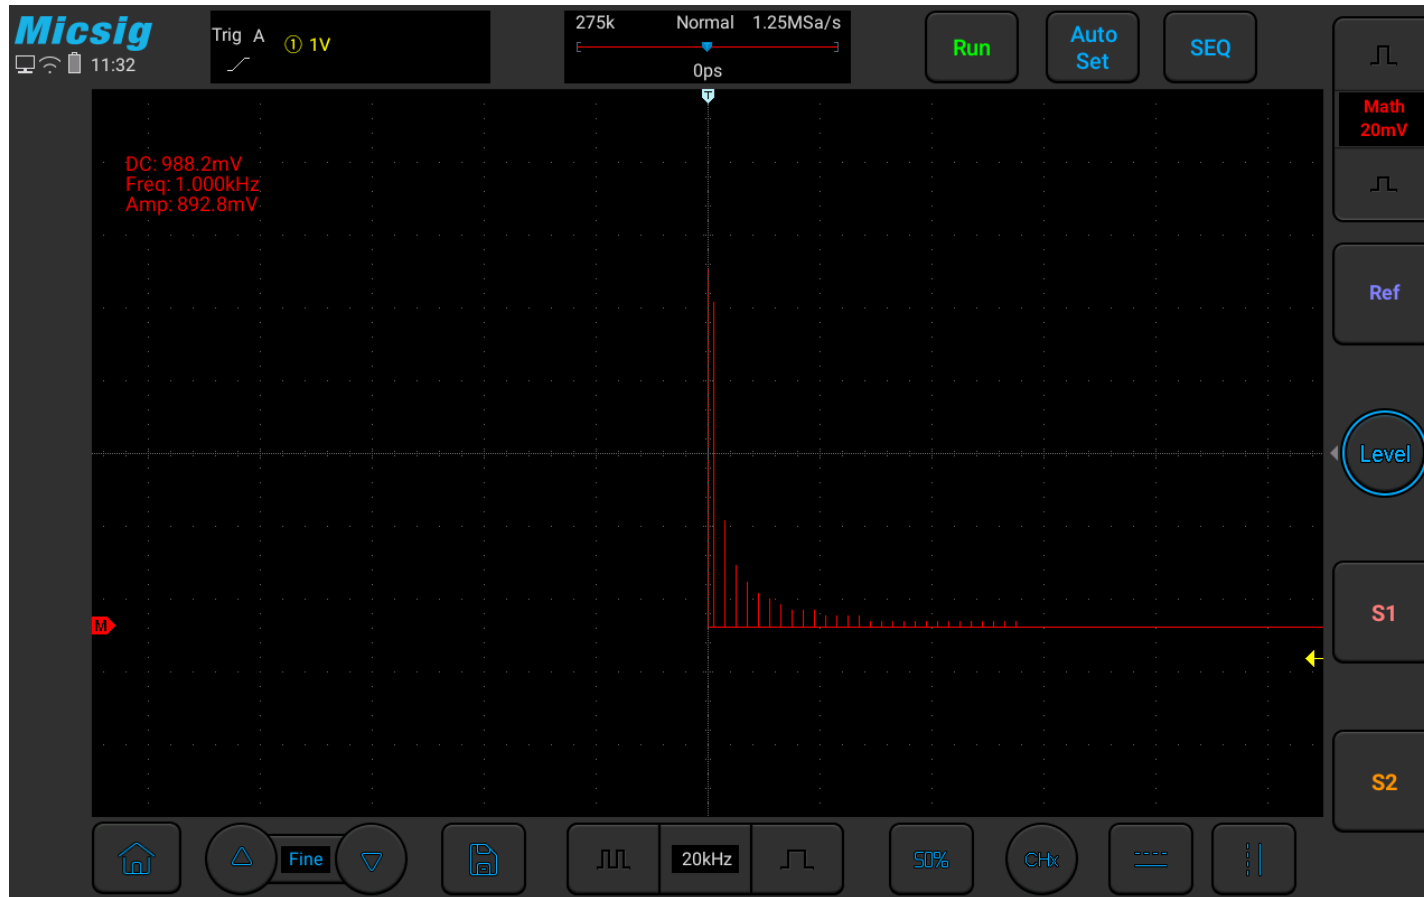 Micsig
11:32
Trig A
① 1V
275k Normal 1.25MSa/s
0ps
Run
Auto
Set
SEQ
T
Math
20mV
DC: 988.2mV
Freq: 1.000kHz
Amp: 892.8mV
Ref
Level
M
S1
S2
Fine
20kHz
50%
CHx